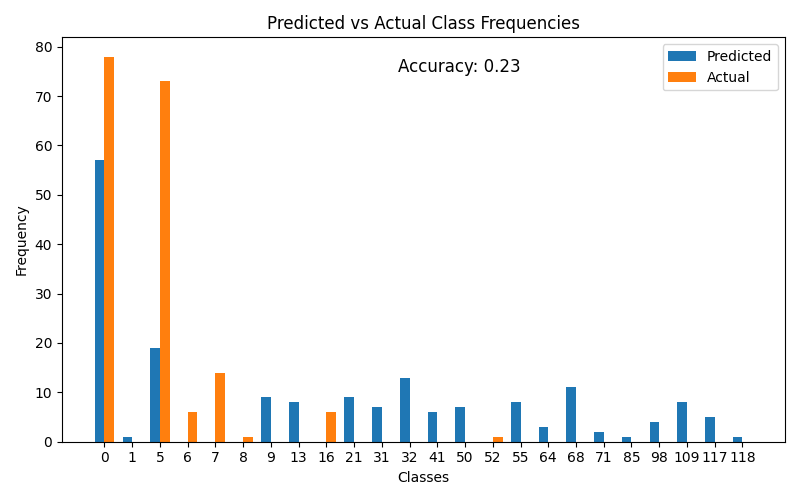 Predicted vs Actual Class Frequencies
Accuracy: 0.23
Predicted
Actual
Frequency
80
70
60
50
40
30
20
10
0
0 1 5 6 7 8 9 13 16 21 31 32 41 50 52 55 64 68 71 85 98 109 117 118
Classes